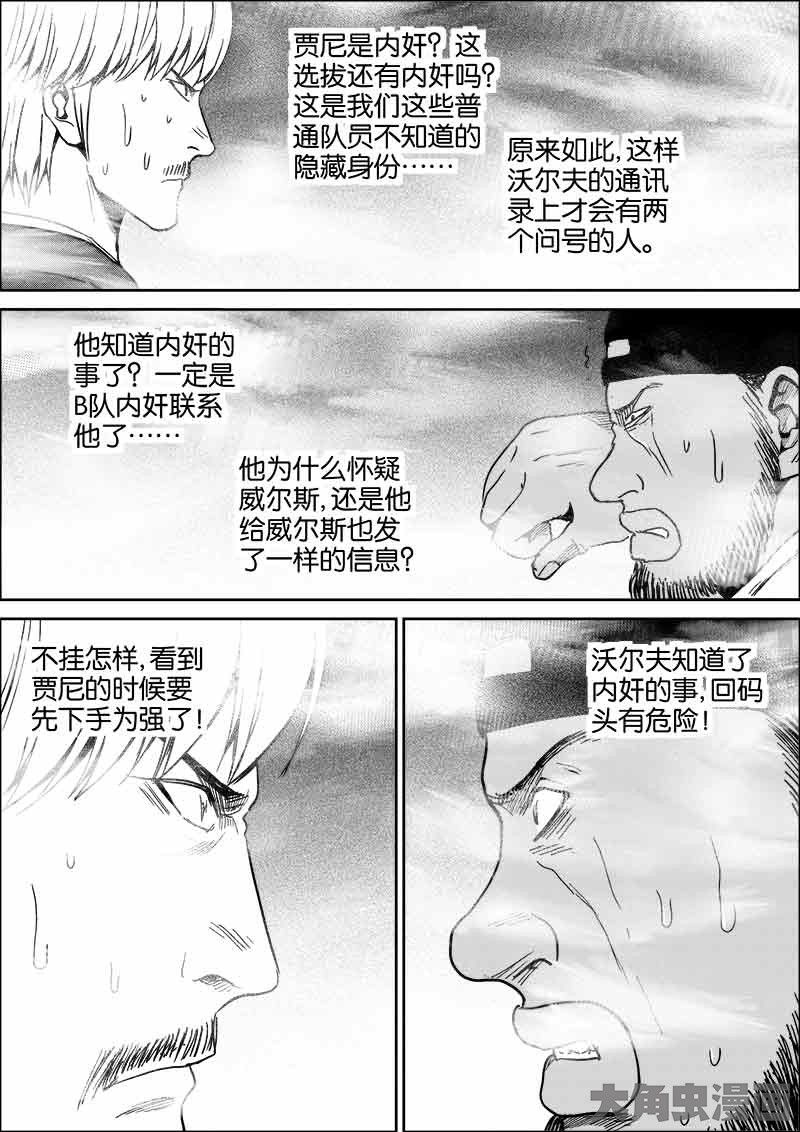 贾尼是内奸？这
选拔还有内奸吗？
这是我们这些普
通队员不知道的
隐藏身份……
原来如此，这样
沃尔夫的通讯
录上才会有两
个问号的人。
他知道内奸的
事了？一定是
B队内奸联系
他了……
他为什么怀疑
威尔斯，还是他
给威尔斯也发
了一样的信息？
不挂怎样，看到
贾尼的时候要
先下手为强了！
沃尔夫知道了
内奸的事，回码
头有危险！
大角虫漫画